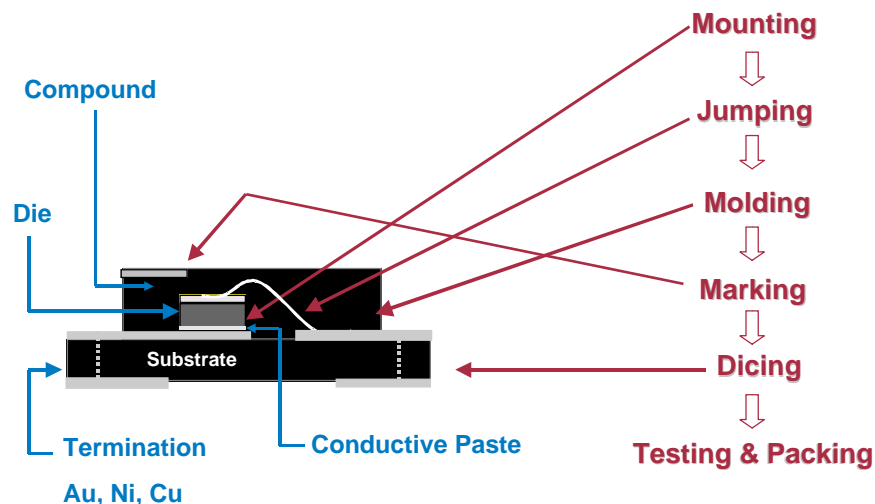 Compound
Die
Substrate
Termination
Au, Ni, Cu
Conductive Paste
Mounting
Jumping
Molding
Marking
Dicing
Testing & Packing